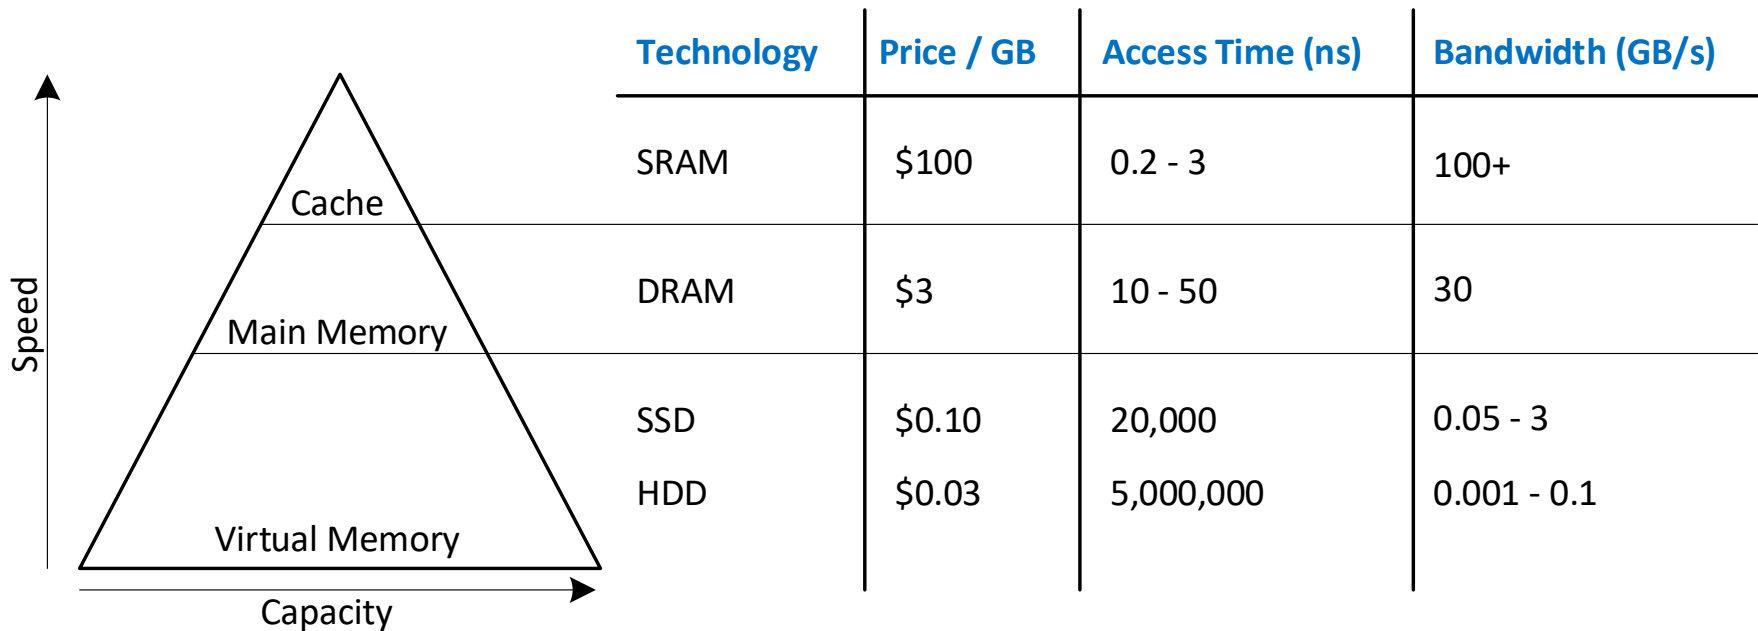 Technology Price / GB Access Time (ns) Bandwidth (GB/s)
SRAM $100 0.2 - 3 100+
Cache
DRAM $3 10 - 50 30
Main Memory
SSD $0.10 20,000 0.05 - 3
HDD $0.03 5,000,000 0.001 - 0.1
Virtual Memory
Speed
Capacity